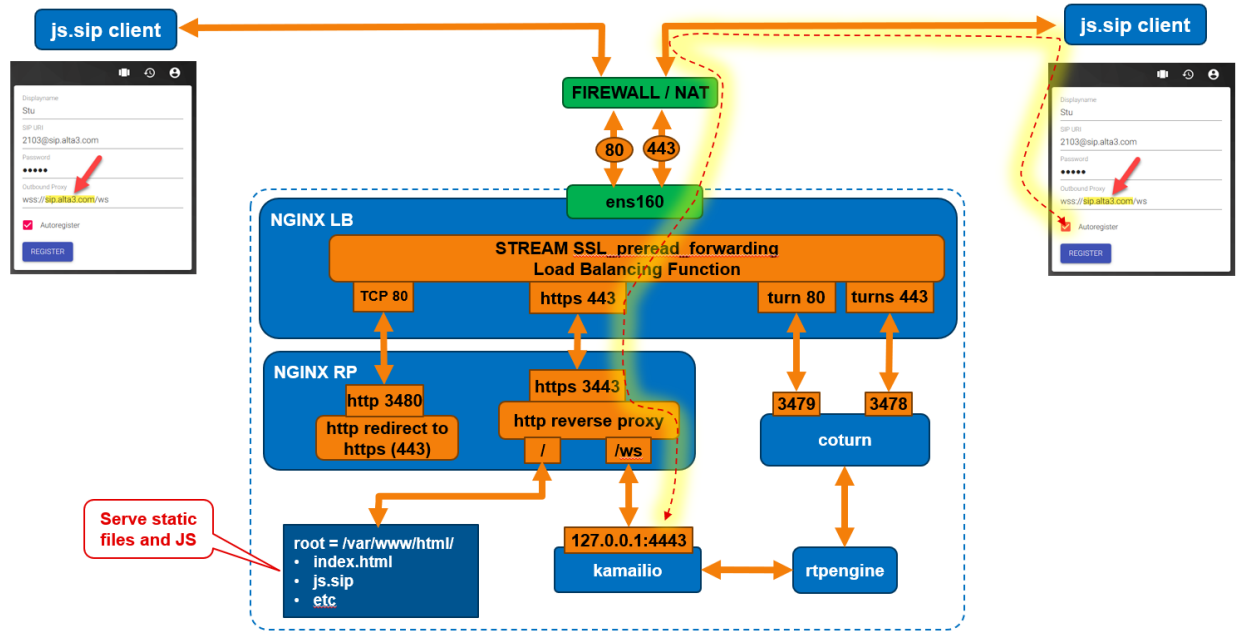 js.sip client
js.sip client
Displayname
Stu
SIP URI
2103@sip.alta3.com
Password
•••••
Outbound Proxy
wss://sip.alta3.com/ws
Autoregister
REGISTER
FIREWALL / NAT
80
443
Displayname
Stu
SIP URI
2103@sip.alta3.com
Password
•••••
Outbound Proxy
wss://sip.alta3.com/ws
Autoregister
REGISTER
ens160
NGINX LB
STREAM SSL_preread_forwarding
Load Balancing Function
TCP 80
https 443
turn 80
turns 443
NGINX RP
http 3480
http redirect to
https (443)
https 3443
http reverse proxy
/
/ws
3479
3478
coturn
Serve static
files and JS
root = /var/www/html/
• index.html
• js.sip
• etc
127.0.0.1:4443
kamailio
rtpengine